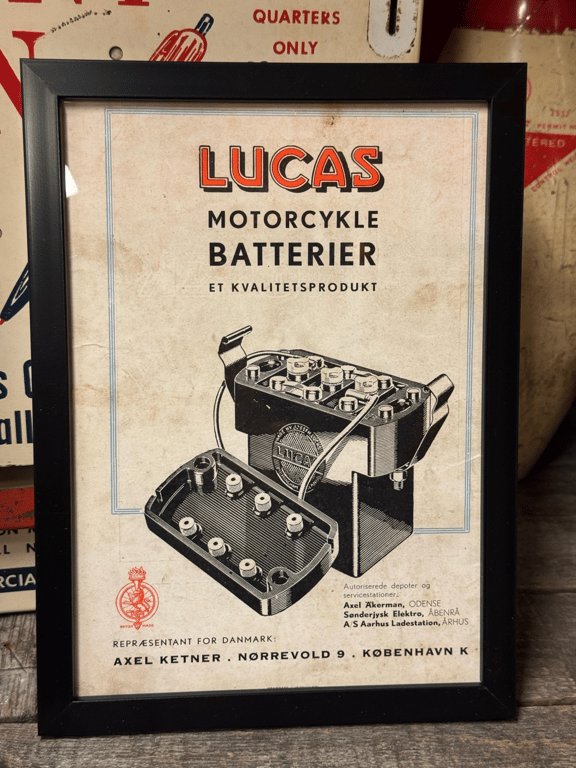 QUARTERS
ONLY
LUCAS
MOTORCYKLE
BATTERIER
ET KVALITETSPRODUKT
LUCAS
Autoriserede depoter og
servicestationer:
Axel Åkerman, ODENSE
Sønderjysk Elektro, ÅBENRÅ
A/S Aarhus Ladestation, ÅRHUS
REPRÆSENTANT FOR DANMARK:
AXEL KETNER . NØRREVOLD 9 . KØBENHAVN K